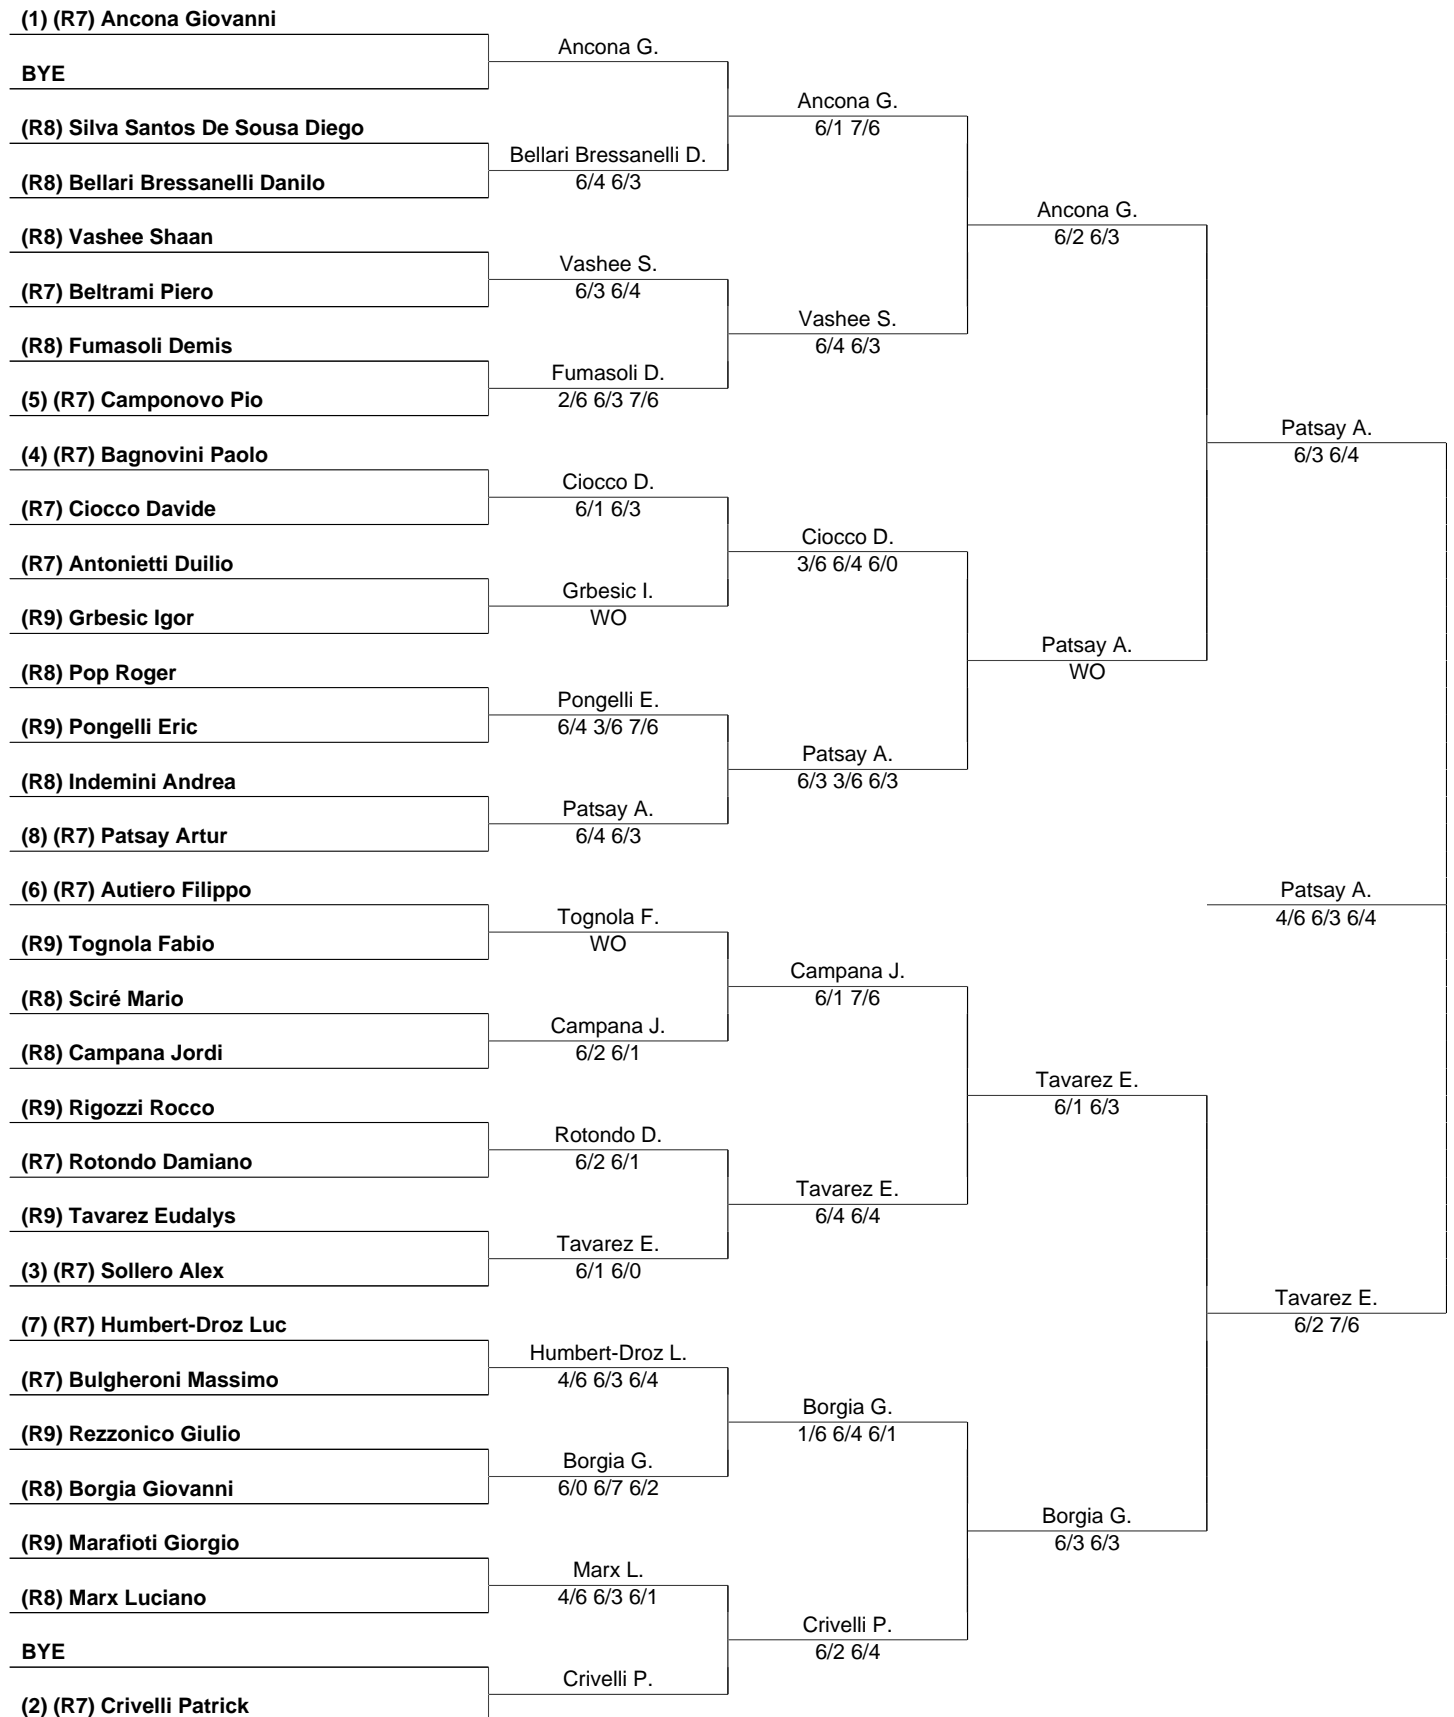 (1) (R7) Ancona Giovanni
BYE
(R8) Silva Santos De Sousa Diego
(R8) Bellari Bressanelli Danilo
(R8) Vashee Shaan
(R7) Beltrami Piero
(R8) Fumasoli Demis
(5) (R7) Camponovo Pio
(4) (R7) Bagnovini Paolo
(R7) Ciocco Davide
(R7) Antonietti Duilio
(R9) Grbesic Igor
(R8) Pop Roger
(R9) Pongelli Eric
(R8) Indemini Andrea
(8) (R7) Patsay Artur
(6) (R7) Autiero Filippo
(R9) Tognola Fabio
(R8) Sciré Mario
(R8) Campana Jordi
(R9) Rigozzi Rocco
(R7) Rotondo Damiano
(R9) Tavarez Eudalys
(3) (R7) Sollero Alex
(7) (R7) Humbert-Droz Luc
(R7) Bulgheroni Massimo
(R9) Rezzonico Giulio
(R8) Borgia Giovanni
(R9) Marafioti Giorgio
(R8) Marx Luciano
BYE
(2) (R7) Crivelli Patrick
Ancona G.
Bellari Bressanelli D.
6/4 6/3
Vashee S.
6/3 6/4
Fumasoli D.
2/6 6/3 7/6
Ciocco D.
6/1 6/3
Grbesic I.
WO
Pongelli E.
6/4 3/6 7/6
Patsay A.
6/4 6/3
Tognola F.
WO
Campana J.
6/2 6/1
Rotondo D.
6/2 6/1
Tavarez E.
6/1 6/0
Humbert-Droz L.
4/6 6/3 6/4
Borgia G.
6/0 6/7 6/2
Marx L.
4/6 6/3 6/1
Crivelli P.
Ancona G.
6/1 7/6
Vashee S.
6/4 6/3
Ciocco D.
3/6 6/4 6/0
Patsay A.
6/3 3/6 6/3
Campana J.
6/1 7/6
Tavarez E.
6/4 6/4
Borgia G.
1/6 6/4 6/1
Crivelli P.
6/2 6/4
Ancona G.
6/2 6/3
Patsay A.
WO
Tavarez E.
6/1 6/3
Borgia G.
6/3 6/3
Patsay A.
6/3 6/4
Patsay A.
4/6 6/3 6/4
Tavarez E.
6/2 7/6